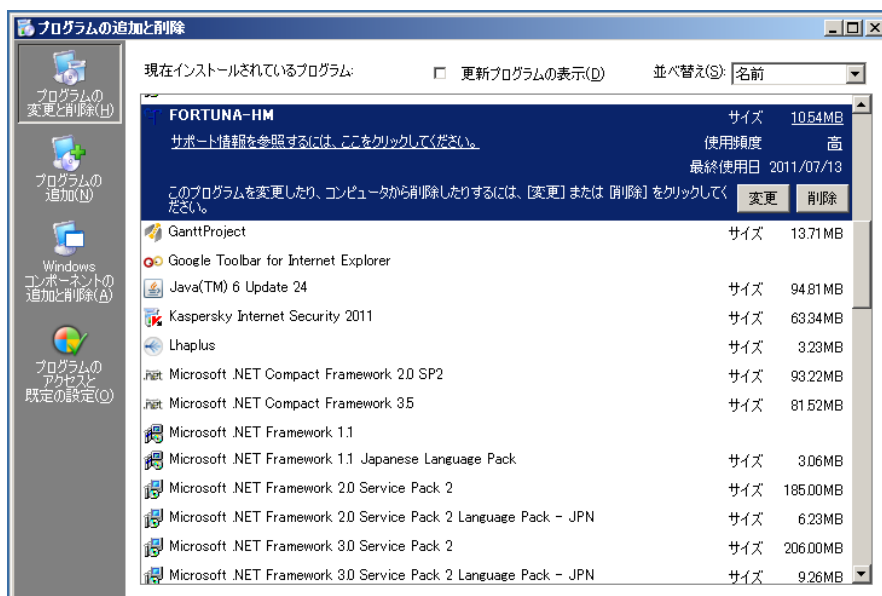 プログラムの追加と削除
プログラムの
変更と削除(H)
プログラムの
追加(N)
Windows
コンポーネントの
追加と削除(A)
プログラムの
アクセスと
既定の設定(O)
現在インストールされているプログラム:
更新プログラムの表示(D)
並べ替え(S):
名前
FORTUNA-HM
サイズ 10.54MB
サポート情報を参照するには、ここをクリックしてください。
使用頻度 高
最終使用日 2011/07/13
このプログラムを変更したり、コンピュータから削除したりするには、[変更] または [削除] をクリックしてく
ださい。
変更
削除
GanttProject サイズ 13.71MB
Google Toolbar for Internet Explorer
Java(TM) 6 Update 24 サイズ 94.81MB
Kaspersky Internet Security 2011 サイズ 63.34MB
Lhaplus サイズ 3.23MB
Microsoft .NET Compact Framework 2.0 SP2 サイズ 93.22MB
Microsoft .NET Compact Framework 3.5 サイズ 81.52MB
Microsoft .NET Framework 1.1
Microsoft .NET Framework 1.1 Japanese Language Pack サイズ 3.06MB
Microsoft .NET Framework 2.0 Service Pack 2 サイズ 185.00MB
Microsoft .NET Framework 2.0 Service Pack 2 Language Pack - JPN サイズ 6.23MB
Microsoft .NET Framework 3.0 Service Pack 2 サイズ 206.00MB
Microsoft .NET Framework 3.0 Service Pack 2 Language Pack - JPN サイズ 9.26MB